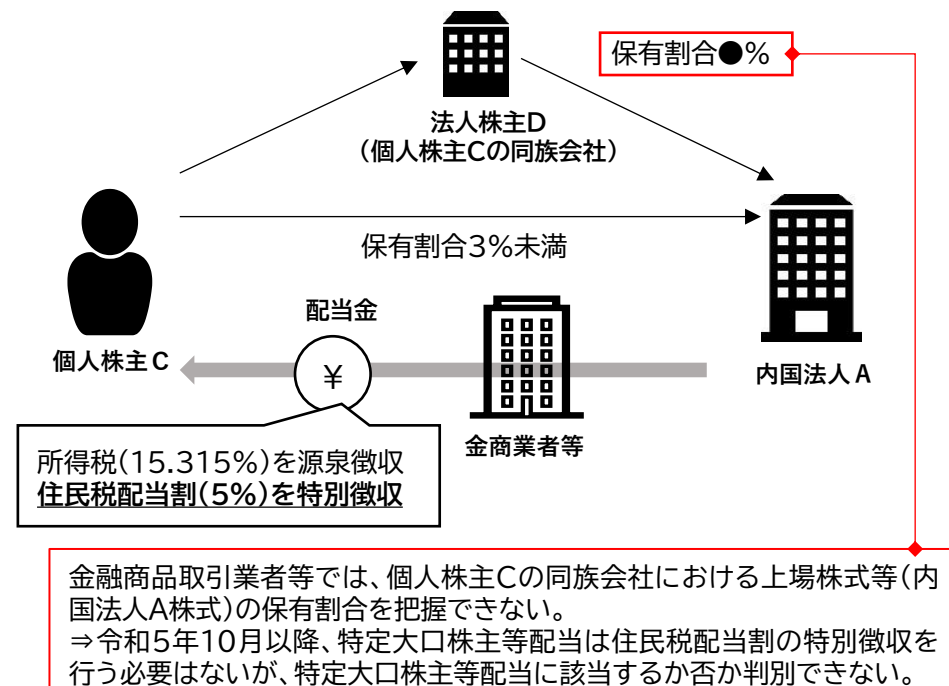 保有割合●%
法人株主D
(個人株主Cの同族会社)
保有割合3%未満
配当金
¥
個人株主C
内国法人A
金商業者等
所得税(15.315%)を源泉徴収
住民税配当割(5%)を特別徴収
金融商品取引業者等では、個人株主Cの同族会社における上場株式等(内
国法人A株式)の保有割合を把握できない。
⇒令和5年10月以降、特定大口株主等配当は住民税配当割の特別徴収を
行う必要はないが、特定大口株主等配当に該当するか否か判別できない。